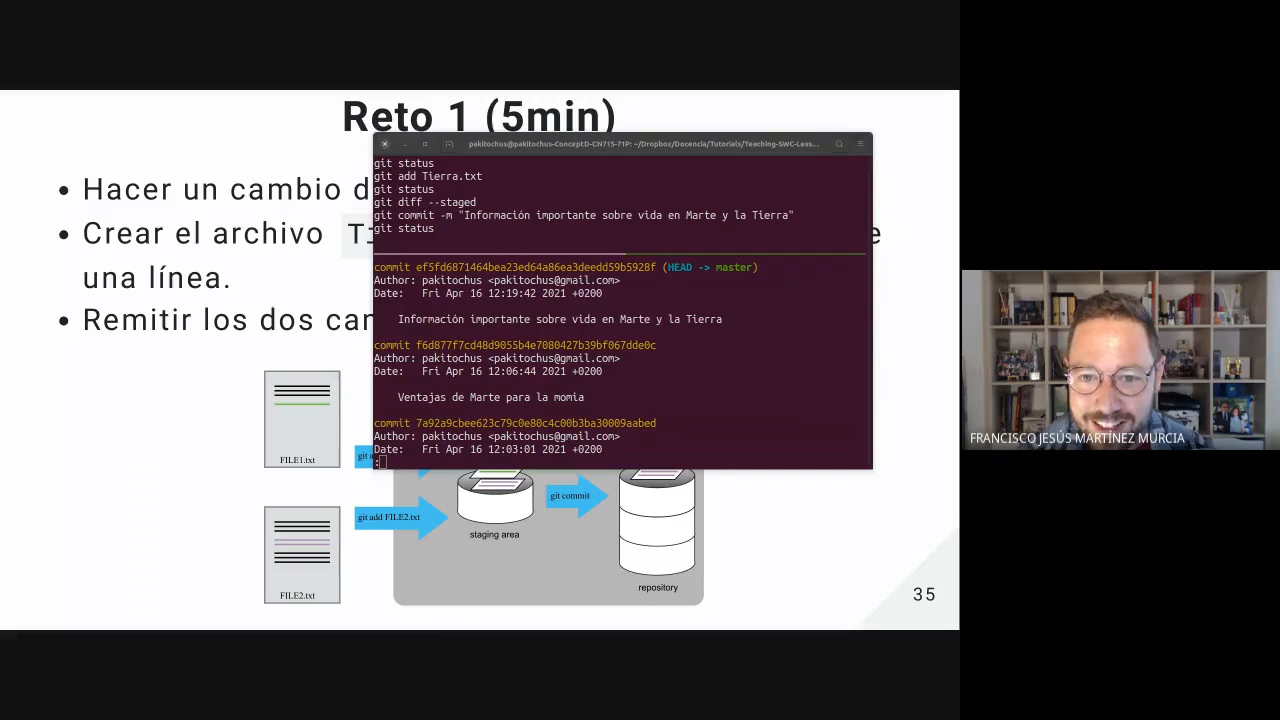 Reto 1 (5min)
Hacer un cambio d
Crear el archivo
una línea.
Remitir los dos
pakitochus@pakitochus-ConceptD-CN715-71P: ~/Dropbox/Docencia/Tutorials/Teaching-SWC-Less...
git status
git add Tierra.txt
git status
git diff --staged
git commit -m "Información importante sobre vida en Marte y la Tierra"
git status
commit ef5fd6871464bea23ed64a86ea3deedd59b5928f (HEAD -> master)
Author: pakitochus <pakitochus@gmail.com>
Date:   Fri Apr 16 12:19:42 2021 +0200
Información importante sobre vida en Marte y la Tierra
commit f6d877f7cd48d9055b4e7080427b39bf067dde0c
Author: pakitochus <pakitochus@gmail.com>
Date:   Fri Apr 16 12:06:44 2021 +0200
Ventajas de Marte para la momia
commit 7a92a9cbee623c79c0e80c4c00b3ba30009aabed
Author: pakitochus <pakitochus@gmail.com>
Date:   Fri Apr 16 12:03:01 2021 +0200
:
FILE1.txt
git a
git add FILE2.txt
git commit
staging area
repository
FILE2.txt
35
FRANCISCO JESÚS MARTÍNEZ MURCIA